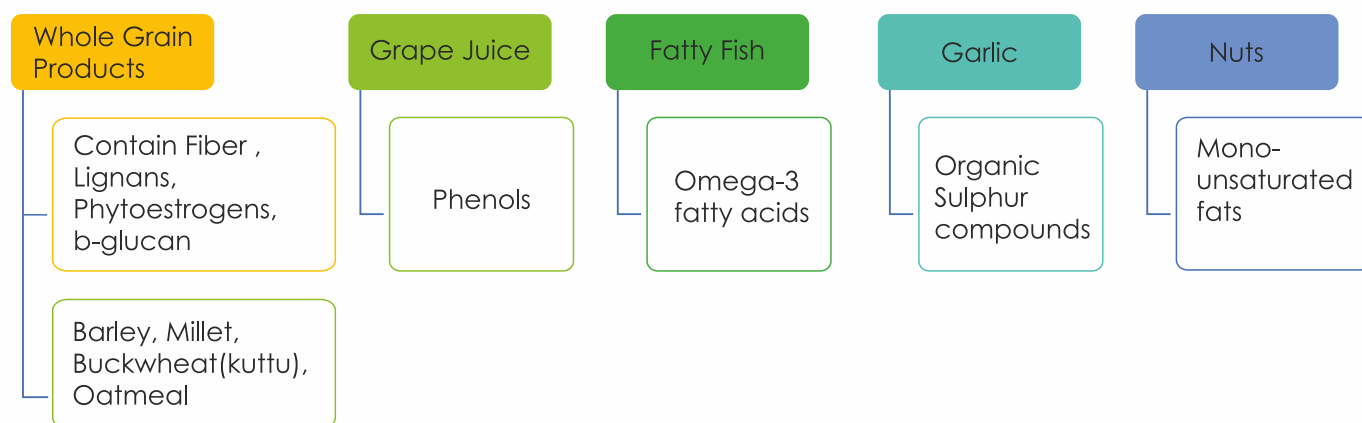 Whole Grain
Products
Contain Fiber ,
Lignans,
Phytoestrogens,
b-glucan
Barley, Millet,
Buckwheat(kuttu),
Oatmeal
Grape Juice
Phenols
Fatty Fish
Omega-3
fatty acids
Garlic
Organic
Sulphur
compounds
Nuts
Mono-
unsaturated
fats